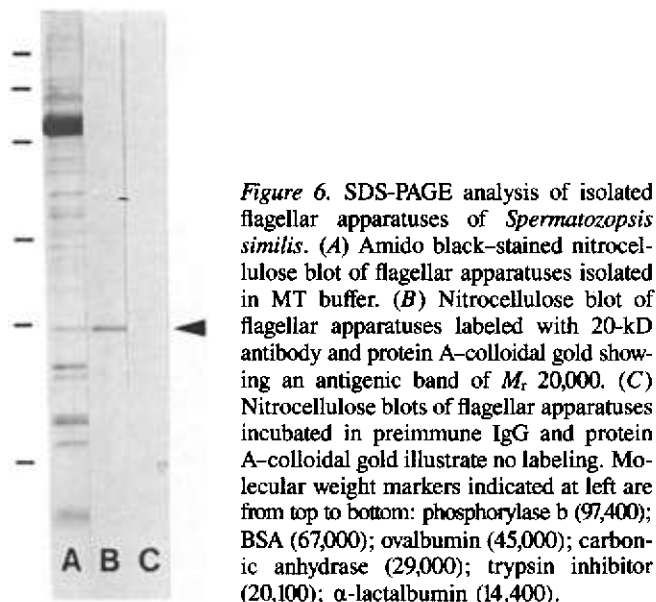 Figure 6. SDS-PAGE analysis of isolated
flagellar apparatuses of Spermatozopsis
similis. (A) Amido black–stained nitrocel-
lulose blot of flagellar apparatuses isolated
in MT buffer. (B) Nitrocellulose blot of
flagellar apparatuses labeled with 20-kD
antibody and protein A–colloidal gold show-
ing an antigenic band of Mr 20,000. (C)
Nitrocellulose blots of flagellar apparatuses
incubated in preimmune IgG and protein
A–colloidal gold illustrate no labeling. Mo-
lecular weight markers indicated at left are
from top to bottom: phosphorylase b (97,400);
BSA (67,000); ovalbumin (45,000); carbon-
ic anhydrase (29,000); trypsin inhibitor
(20,100); α-lactalbumin (14,400).
A B C